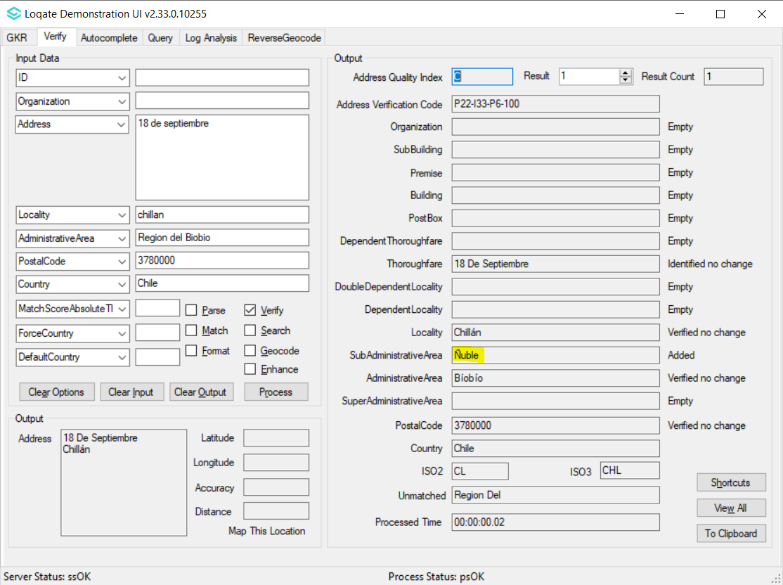 Loqate Demonstration UI v2.33.0.10255
GKR Verify Autocomplete Query Log Analysis ReverseGeocode
Input Data
ID
Organization
Address 18 de septiembre
Locality chillan
AdministrativeArea Region del Biobio
PostalCode 3780000
Country Chile
MatchScoreAbsoluteTl Parse Verify
ForceCountry Match Search
DefaultCountry Format Geocode
Enhance
Clear Options Clear Input Clear Output Process
Output
Address 18 De Septiembre
Chillán
Latitude
Longitude
Accuracy
Distance
Map This Location
Output
Address Quality Index C Result 1 Result Count 1
Address Verification Code P22-I33-P6-100
Organization Empty
SubBuilding Empty
Premise Empty
Building Empty
PostBox Empty
DependentThoroughfare Empty
Thoroughfare 18 De Septiembre Identified no change
DoubleDependentLocality Empty
DependentLocality Empty
Locality Chillán Verified no change
SubAdministrativeArea Ñuble Added
AdministrativeArea Biobío Verified no change
SuperAdministrativeArea Empty
PostalCode 3780000 Verified no change
Country Chile
ISO2 CL ISO3 CHL
Unmatched Region Del
Processed Time 00:00:00.02
Shortcuts
View All
To Clipboard
Server Status: ssOK Process Status: psOK